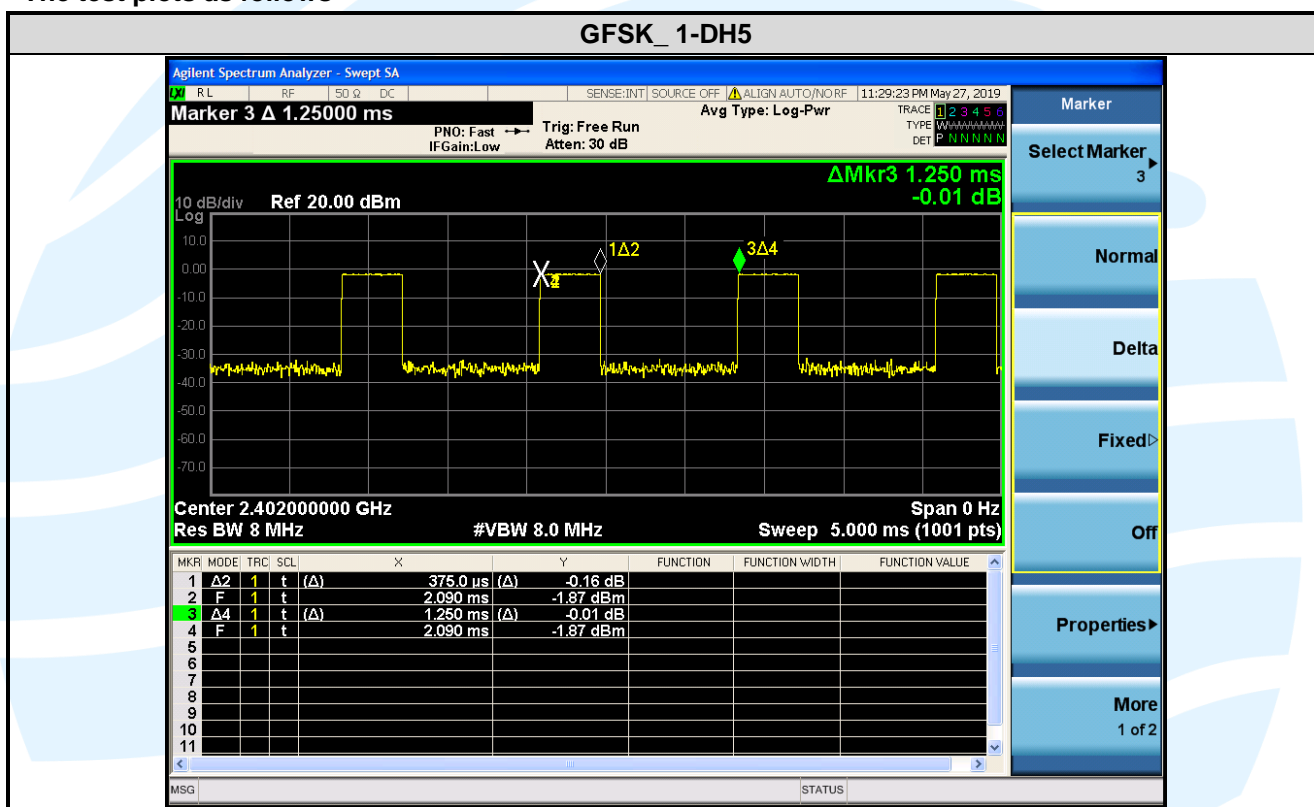 The test plots as follows
GFSK_ 1-DH5
Agilent Spectrum Analyzer - Swept SA
LXI RL RF 50 Ω DC SENSE:INT SOURCE OFF ALIGN AUTO/NO RF 11:29:23 PM May 27, 2019
Marker 3 Δ 1.25000 ms
PNO: Fast
IFGain:Low
Trig: Free Run
Atten: 30 dB
Avg Type: Log-Pwr
TRACE 1 2 3 4 5 6
TYPE WWWWWW
DET P N N N N N
ΔMkr3 1.250 ms
-0.01 dB
10 dB/div Ref 20.00 dBm
Log
10.0
0.00
-10.0
-20.0
-30.0
-40.0
-50.0
-60.0
-70.0
1Δ2
3Δ4
Center 2.402000000 GHz Span 0 Hz
Res BW 8 MHz #VBW 8.0 MHz Sweep 5.000 ms (1001 pts)
MKR MODE TRC SCL X Y FUNCTION FUNCTION WIDTH FUNCTION VALUE
1 Δ2 1 t (Δ) 375.0 µs (Δ) -0.16 dB
2 F 1 t 2.090 ms -1.87 dBm
3 Δ4 1 t (Δ) 1.250 ms (Δ) -0.01 dB
4 F 1 t 2.090 ms -1.87 dBm
5
6
7
8
9
10
11
MSG STATUS
Marker
Select Marker
3
Normal
Delta
Fixed
Off
Properties
More
1 of 2